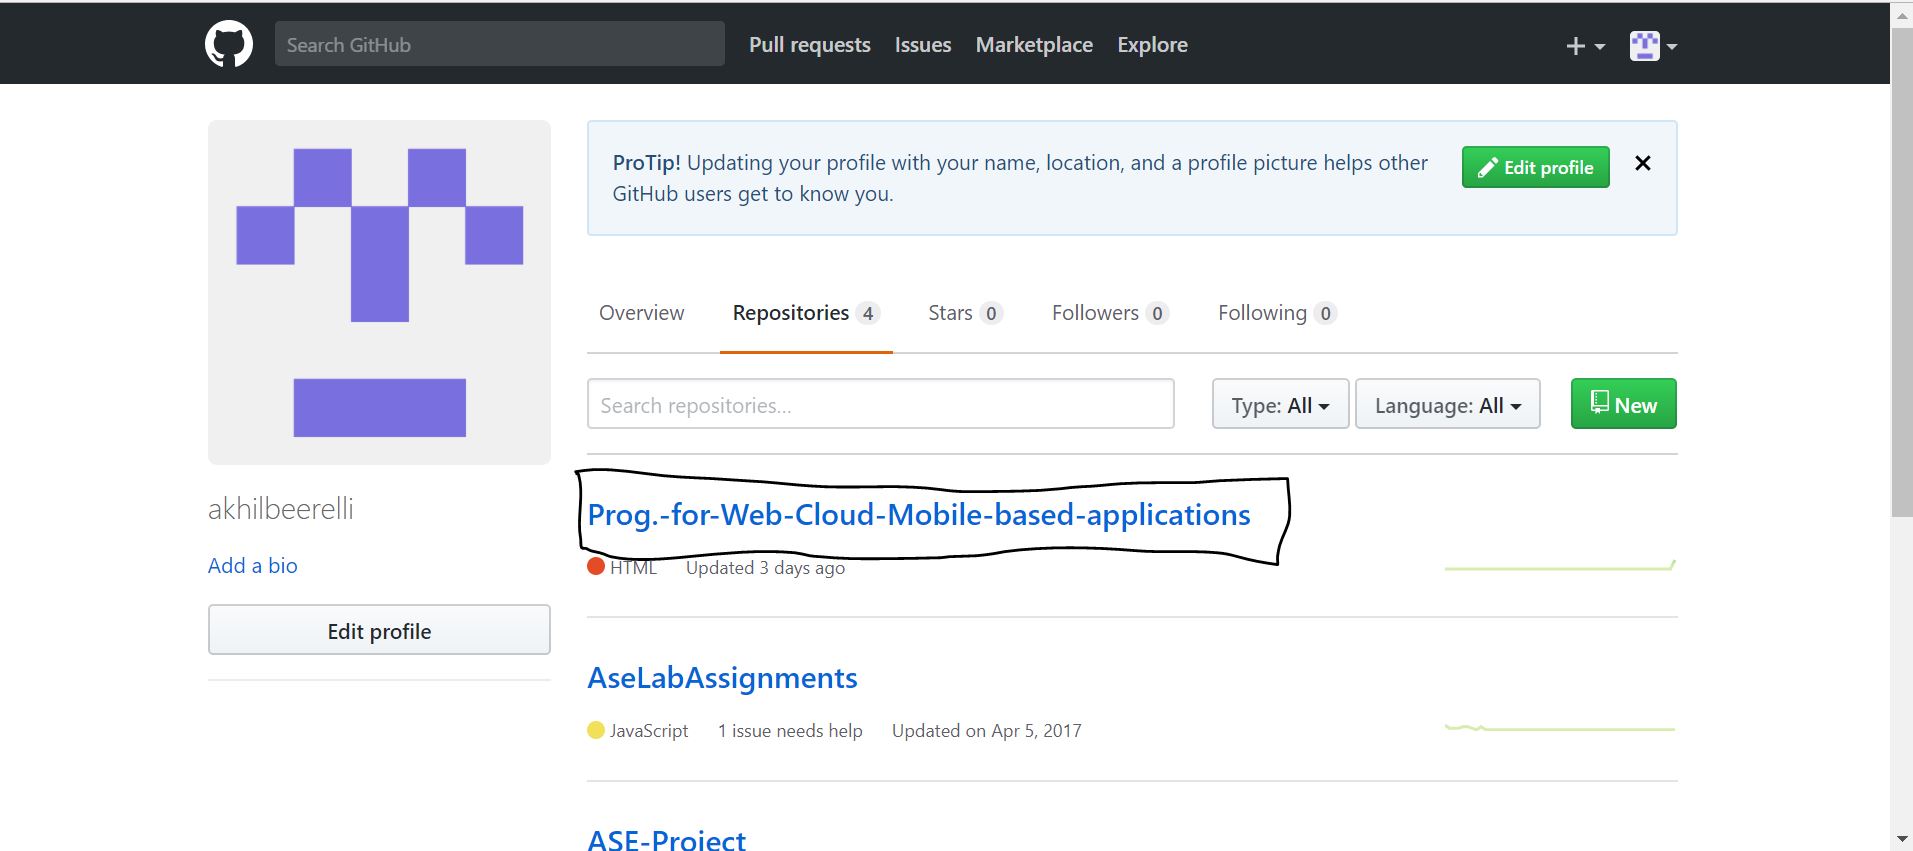 Search GitHub Pull requests Issues Marketplace Explore
ProTip! Updating your profile with your name, location, and a profile picture helps other
GitHub users get to know you.
Edit profile
Overview Repositories 4 Stars 0 Followers 0 Following 0
Search repositories... Type: All Language: All New
Prog.-for-Web-Cloud-Mobile-based-applications
HTML Updated 3 days ago
akhilbeerelli
Add a bio
Edit profile
AseLabAssignments
JavaScript 1 issue needs help Updated on Apr 5, 2017
ASE-Project